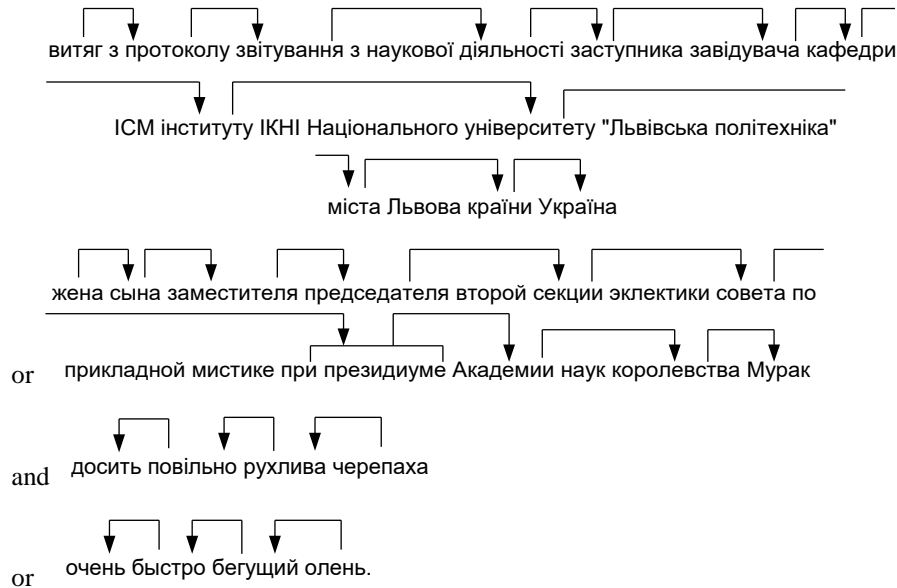 витяг з протоколу звітування з наукової діяльності заступника завідувача кафедри
ІСМ інституту ІКНІ Національного університету "Львівська політехніка"
міста Львова країни Україна
жена сына заместителя председателя второй секции эклектики совета по
or прикладной мистике при президиуме Академии наук королевства Мурак
and досить повільно рухлива черепаха
or очень быстро бегущий олень.